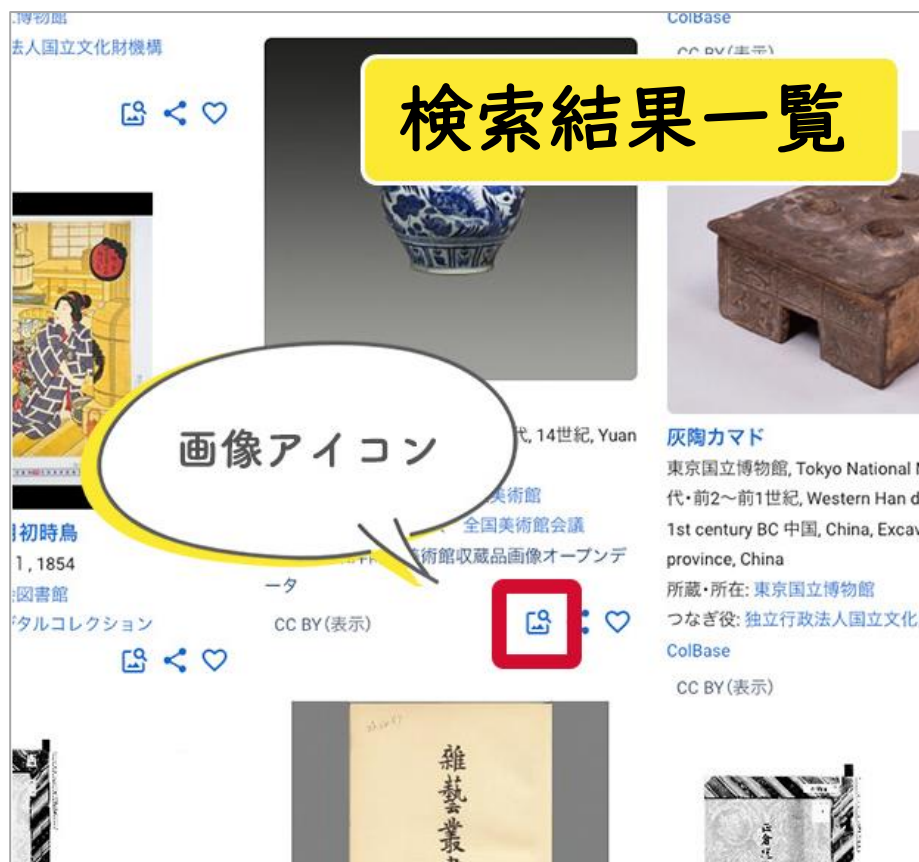 検索結果一覧
画像アイコン
博物館
法人国立文化財機構
初時鳥
1, 1854
図書館
タルコレクション
14世紀, Yuan
美術館
全国美術館会議
術館収蔵品画像オープンデ
ータ
CC BY(表示)
雜藝叢
ColBase
CC BY(表示)
灰陶カマド
東京国立博物館, Tokyo National
代・前2～前1世紀, Western Han d
1st century BC 中国, China, Excav
province, China
所蔵・所在: 東京国立博物館
つなぎ役: 独立行政法人国立文化
ColBase
CC BY(表示)